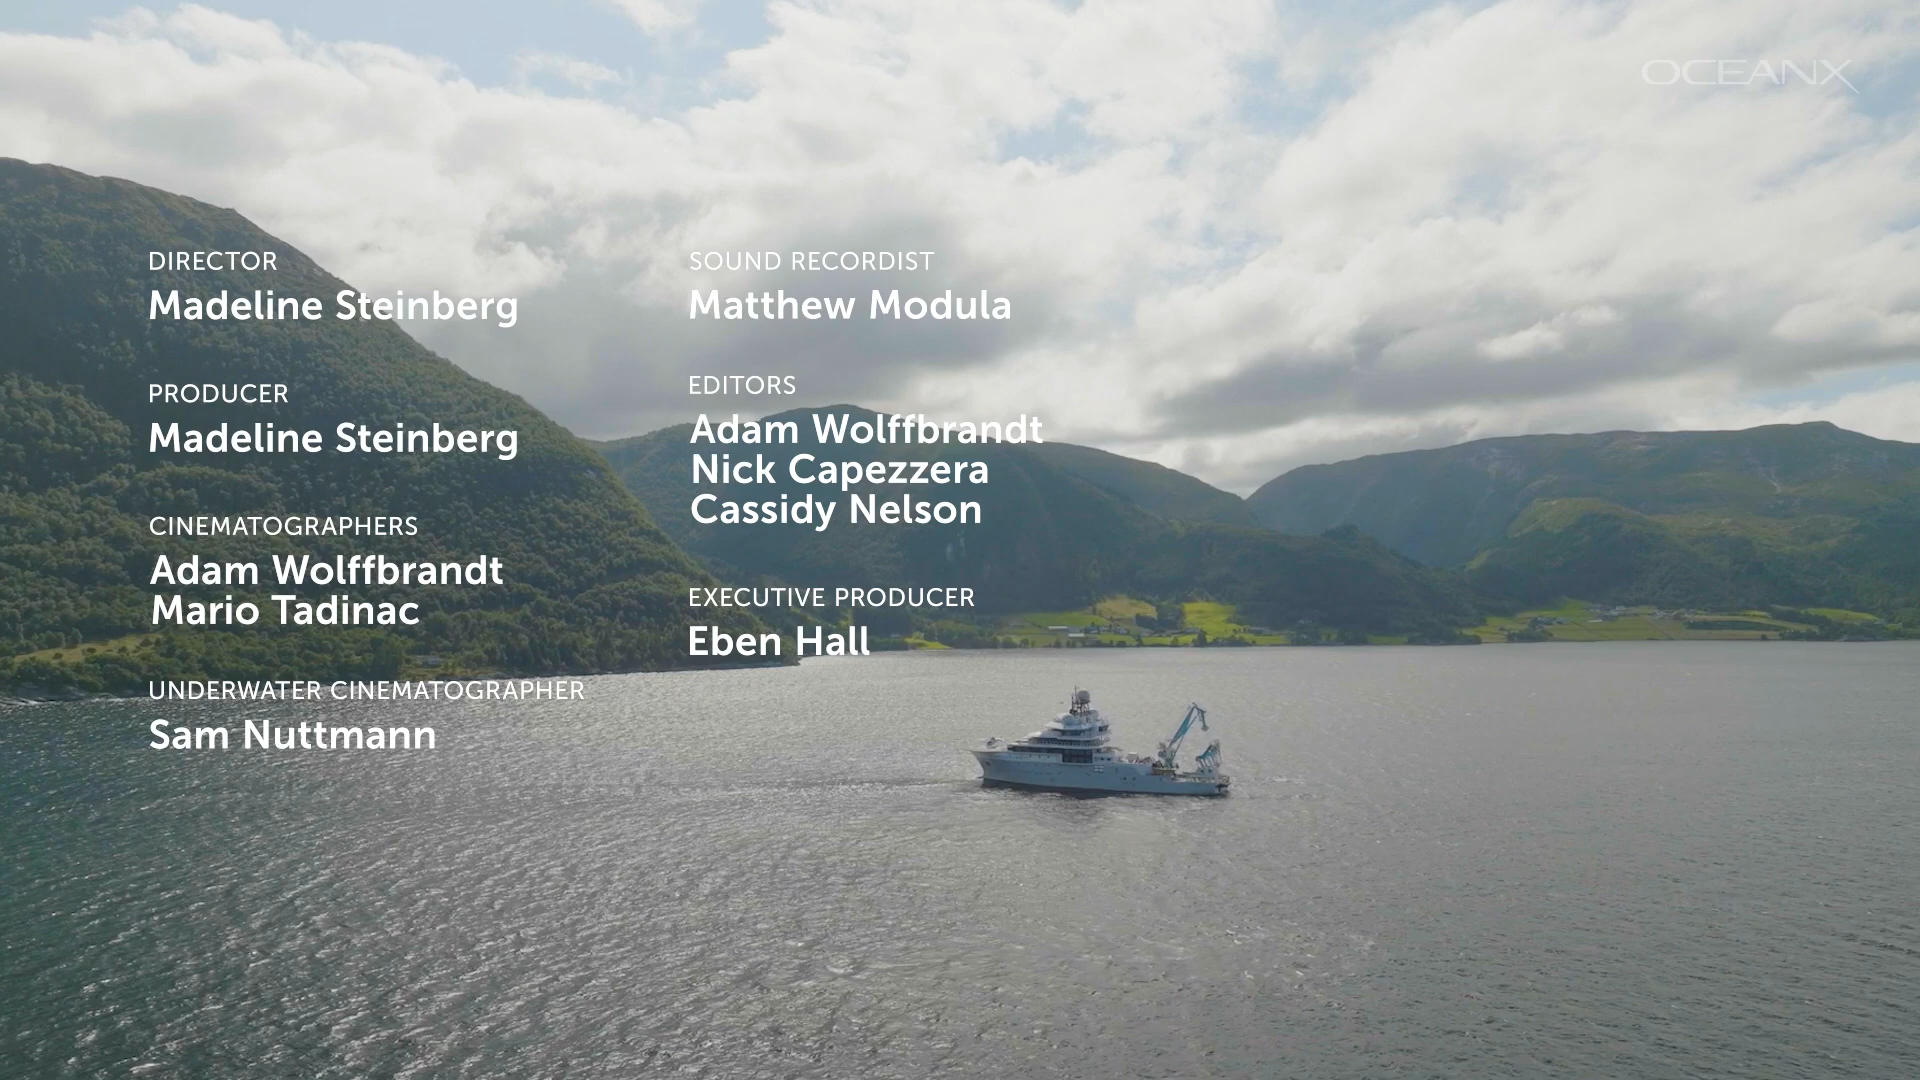 OCEANX
DIRECTOR
Madeline Steinberg
PRODUCER
Madeline Steinberg
CINEMATOGRAPHERS
Adam Wolffbrandt
Mario Tadinac
UNDERWATER CINEMATOGRAPHER
Sam Nuttmann
SOUND RECORDIST
Matthew Modula
EDITORS
Adam Wolffbrandt
Nick Capezzera
Cassidy Nelson
EXECUTIVE PRODUCER
Eben Hall